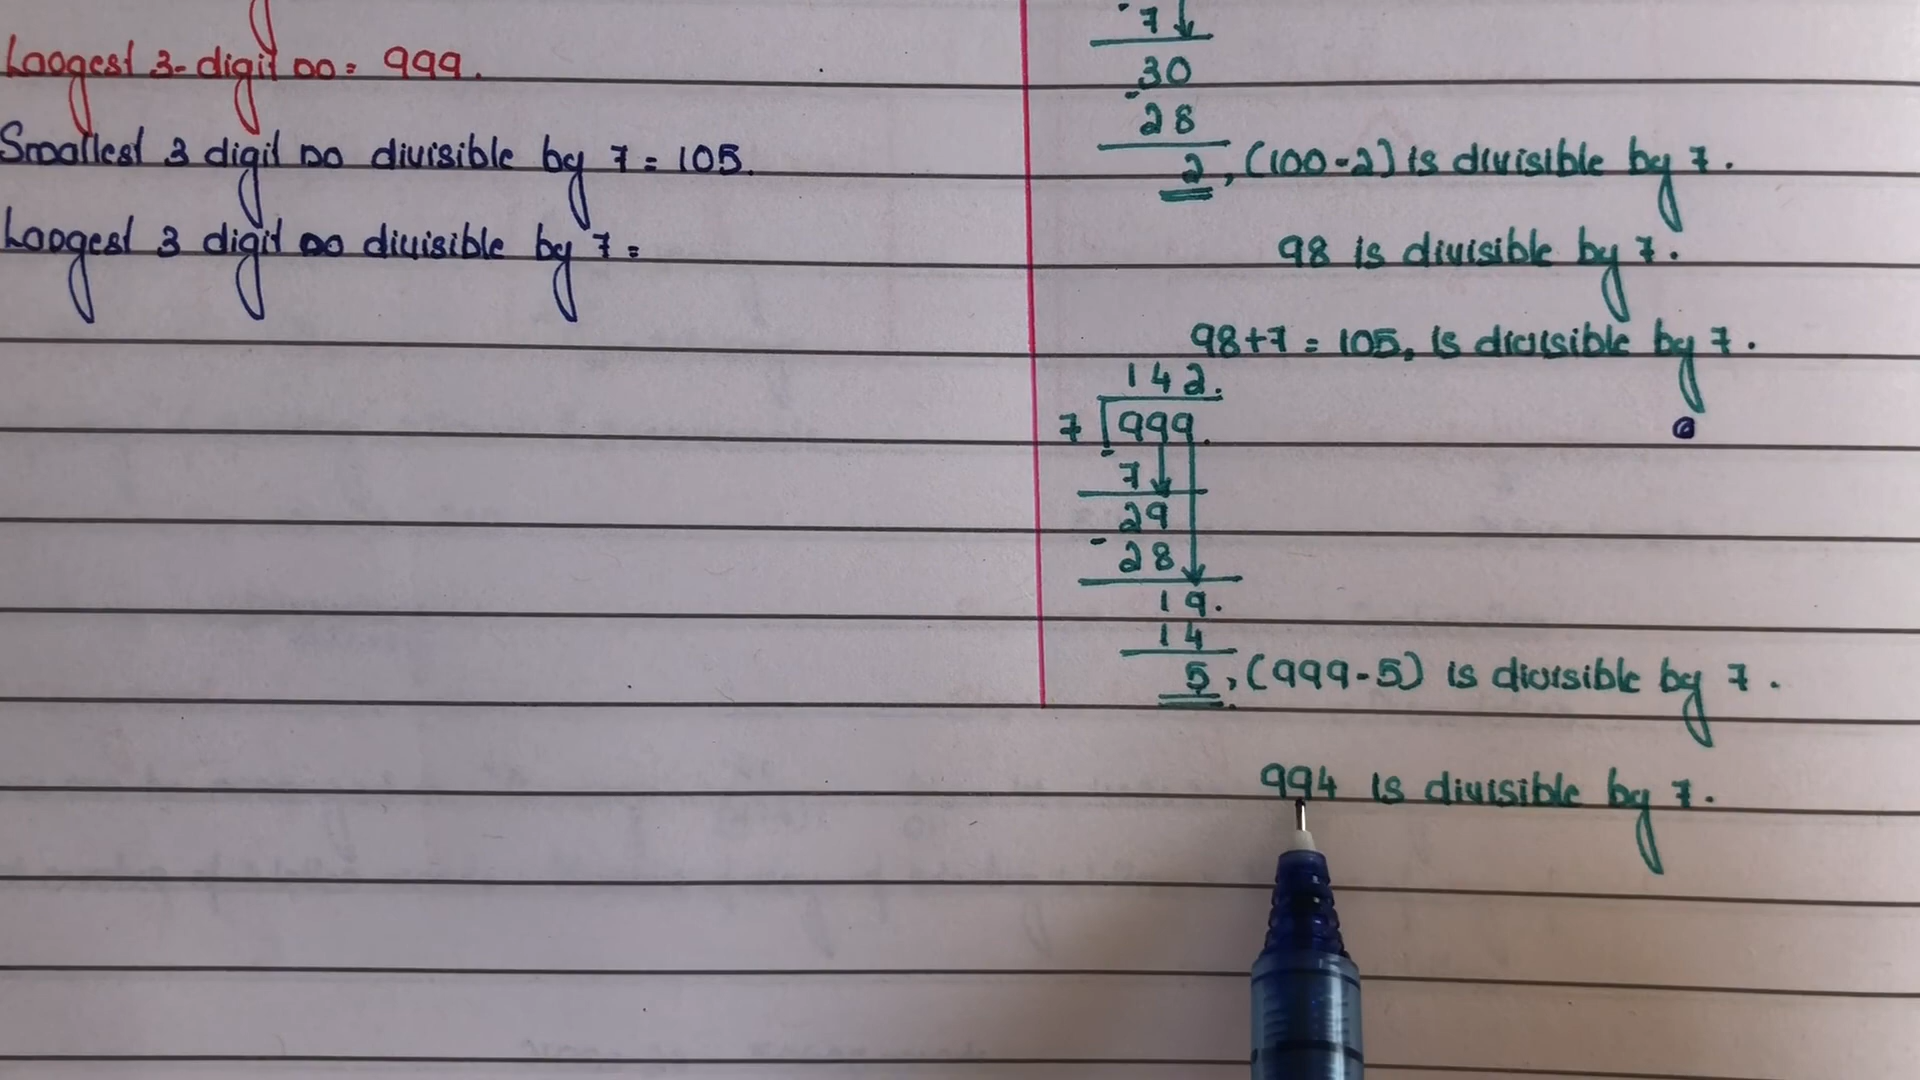 Largest 3-digit no = 999.
Smallest 3 digit no divisible by 7 = 105.
Largest 3 digit no divisible by 7 =
- 7
30
- 28
2, (100-2) is divisible by 7.
98 is divisible by 7.
98+7 = 105, is divisible by 7.
142.
7 999.
- 7
29
- 28
19.
14
5, (999-5) is divisible by 7.
994 is divisible by 7.